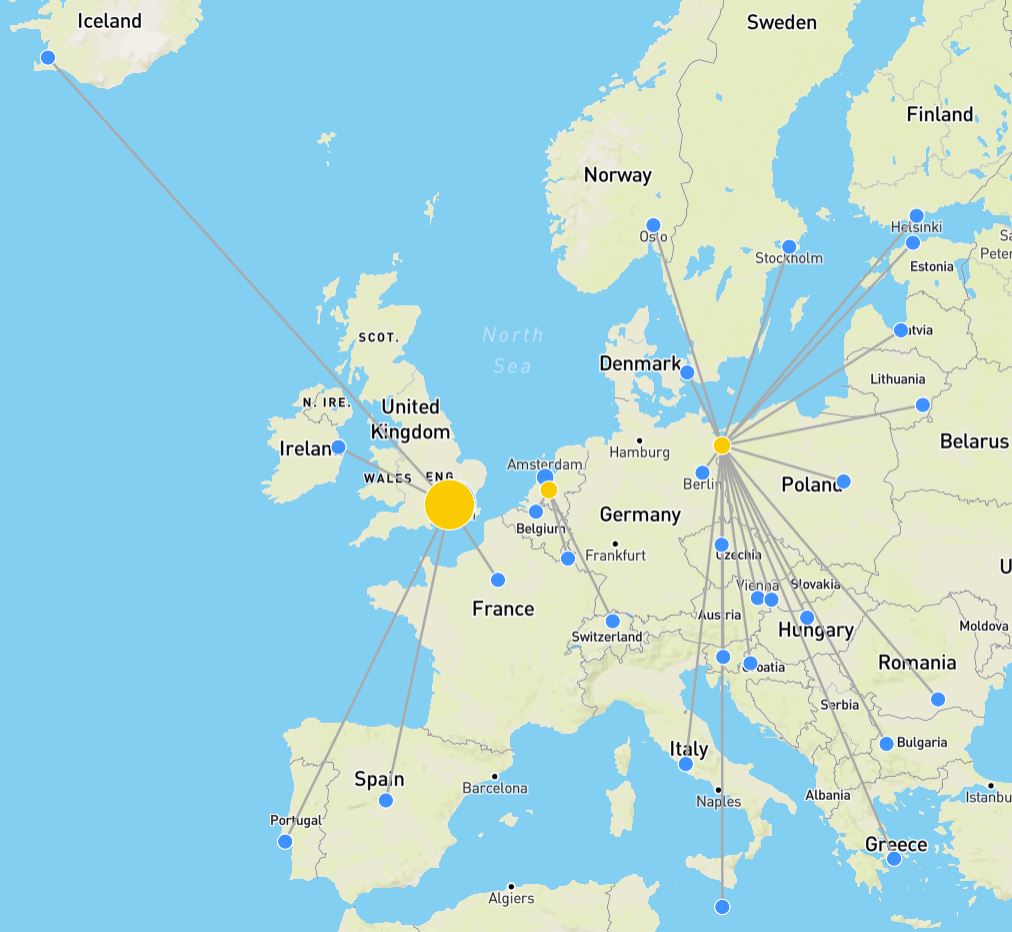 Iceland
Sweden
Finland
Norway
Oslo
Helsinki
Stockholm
Estonia
Peter
SCOT.
North
Sea
Denmark
Latvia
Lithuania
N. IRE.
United
Kingdom
Belarus
Ireland
Hamburg
WALES
ENG.
Amsterdam
Berlin
Poland
Germany
Belgium
Frankfurt
Czechia
Vienna
Slovakia
France
Austria
Switzerland
Hungary
Moldova
Croatia
Romania
Serbia
Italy
Bulgaria
Spain
Barcelona
Naples
Albania
Istanbu
Portugal
Greece
Algiers